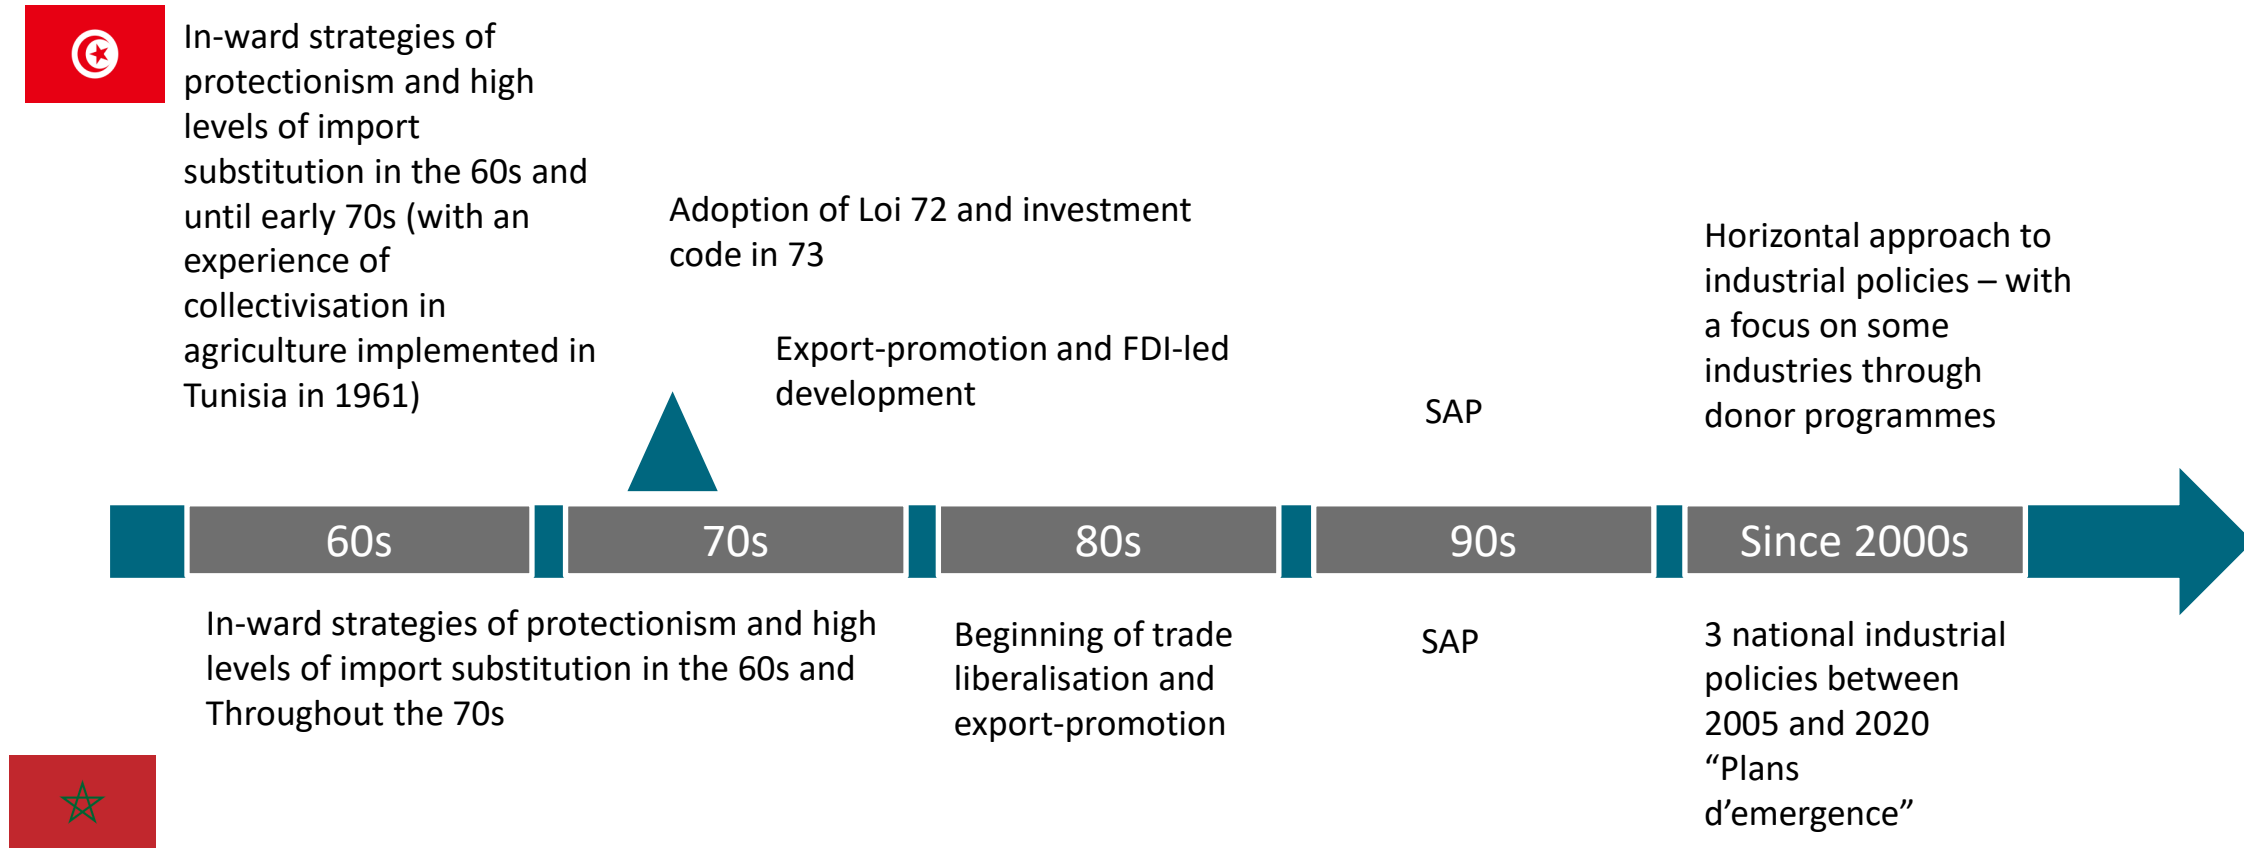 In-ward strategies of
protectionism and high
levels of import
substitution in the 60s and
until early 70s (with an
experience of
collectivisation in
agriculture implemented in
Tunisia in 1961)
Adoption of Loi 72 and investment
code in 73
Export-promotion and FDI-led
development
SAP
Horizontal approach to
industrial policies – with
a focus on some
industries through
donor programmes
60s
70s
80s
90s
Since 2000s
In-ward strategies of protectionism and high
levels of import substitution in the 60s and
Throughout the 70s
Beginning of trade
liberalisation and
export-promotion
SAP
3 national industrial
policies between
2005 and 2020
“Plans
d’emergence”